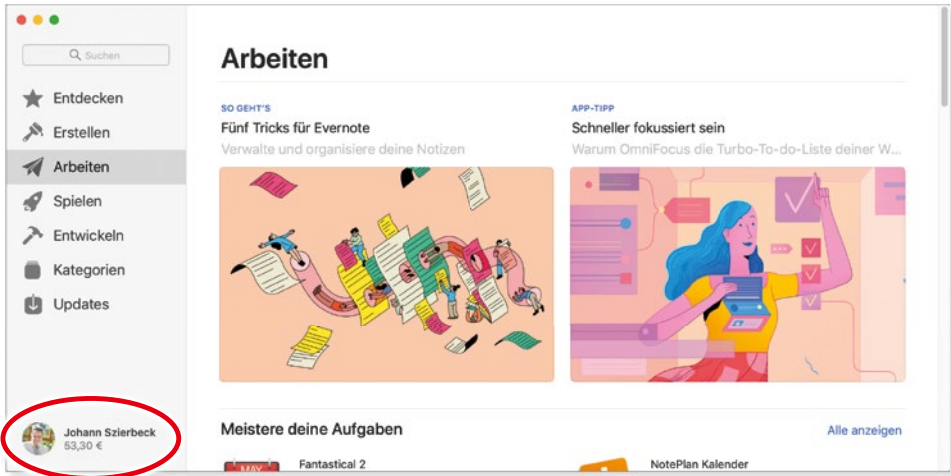 Suchen
Entdecken
Erstellen
Arbeiten
Spielen
Entwickeln
Kategorien
Updates
Johann Szierbeck
53,30 €
Arbeiten
SO GEHT'S
Fünf Tricks für Evernote
Verwalte und organisiere deine Notizen
APP-TIPP
Schneller fokussiert sein
Warum OmniFocus die Turbo-To-do-Liste deiner W...
Meistere deine Aufgaben
Alle anzeigen
MAY
Fantastical 2
NotePlan Kalender